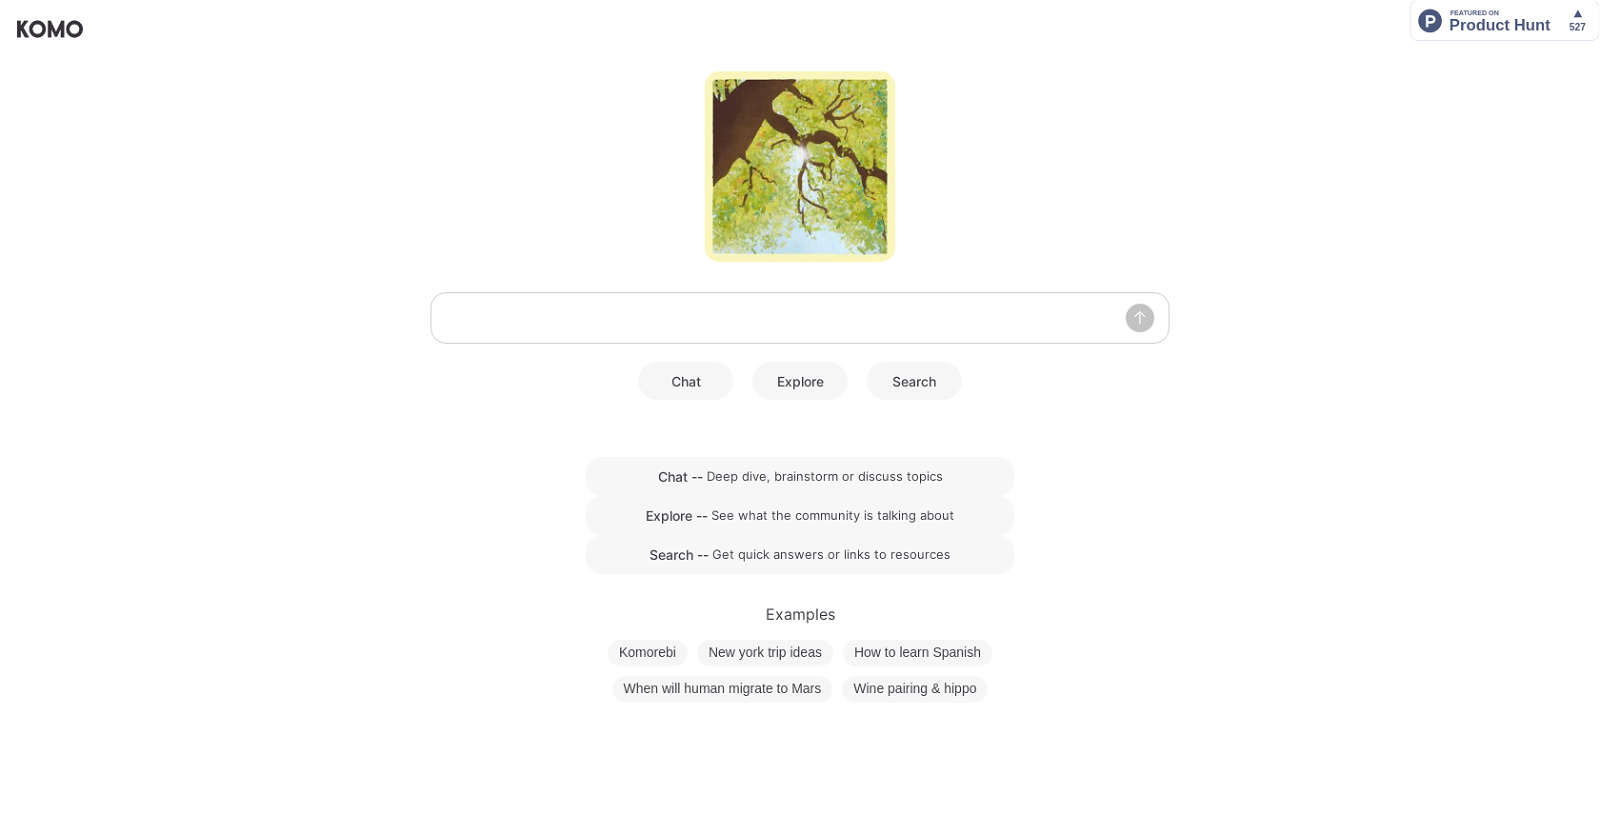 KOMO
FEATURED ON
Product Hunt
527
Chat
Explore
Search
Chat -- Deep dive, brainstorm or discuss topics
Explore -- See what the community is talking about
Search -- Get quick answers or links to resources
Examples
Komorebi
New york trip ideas
How to learn Spanish
When will human migrate to Mars
Wine pairing & hippo